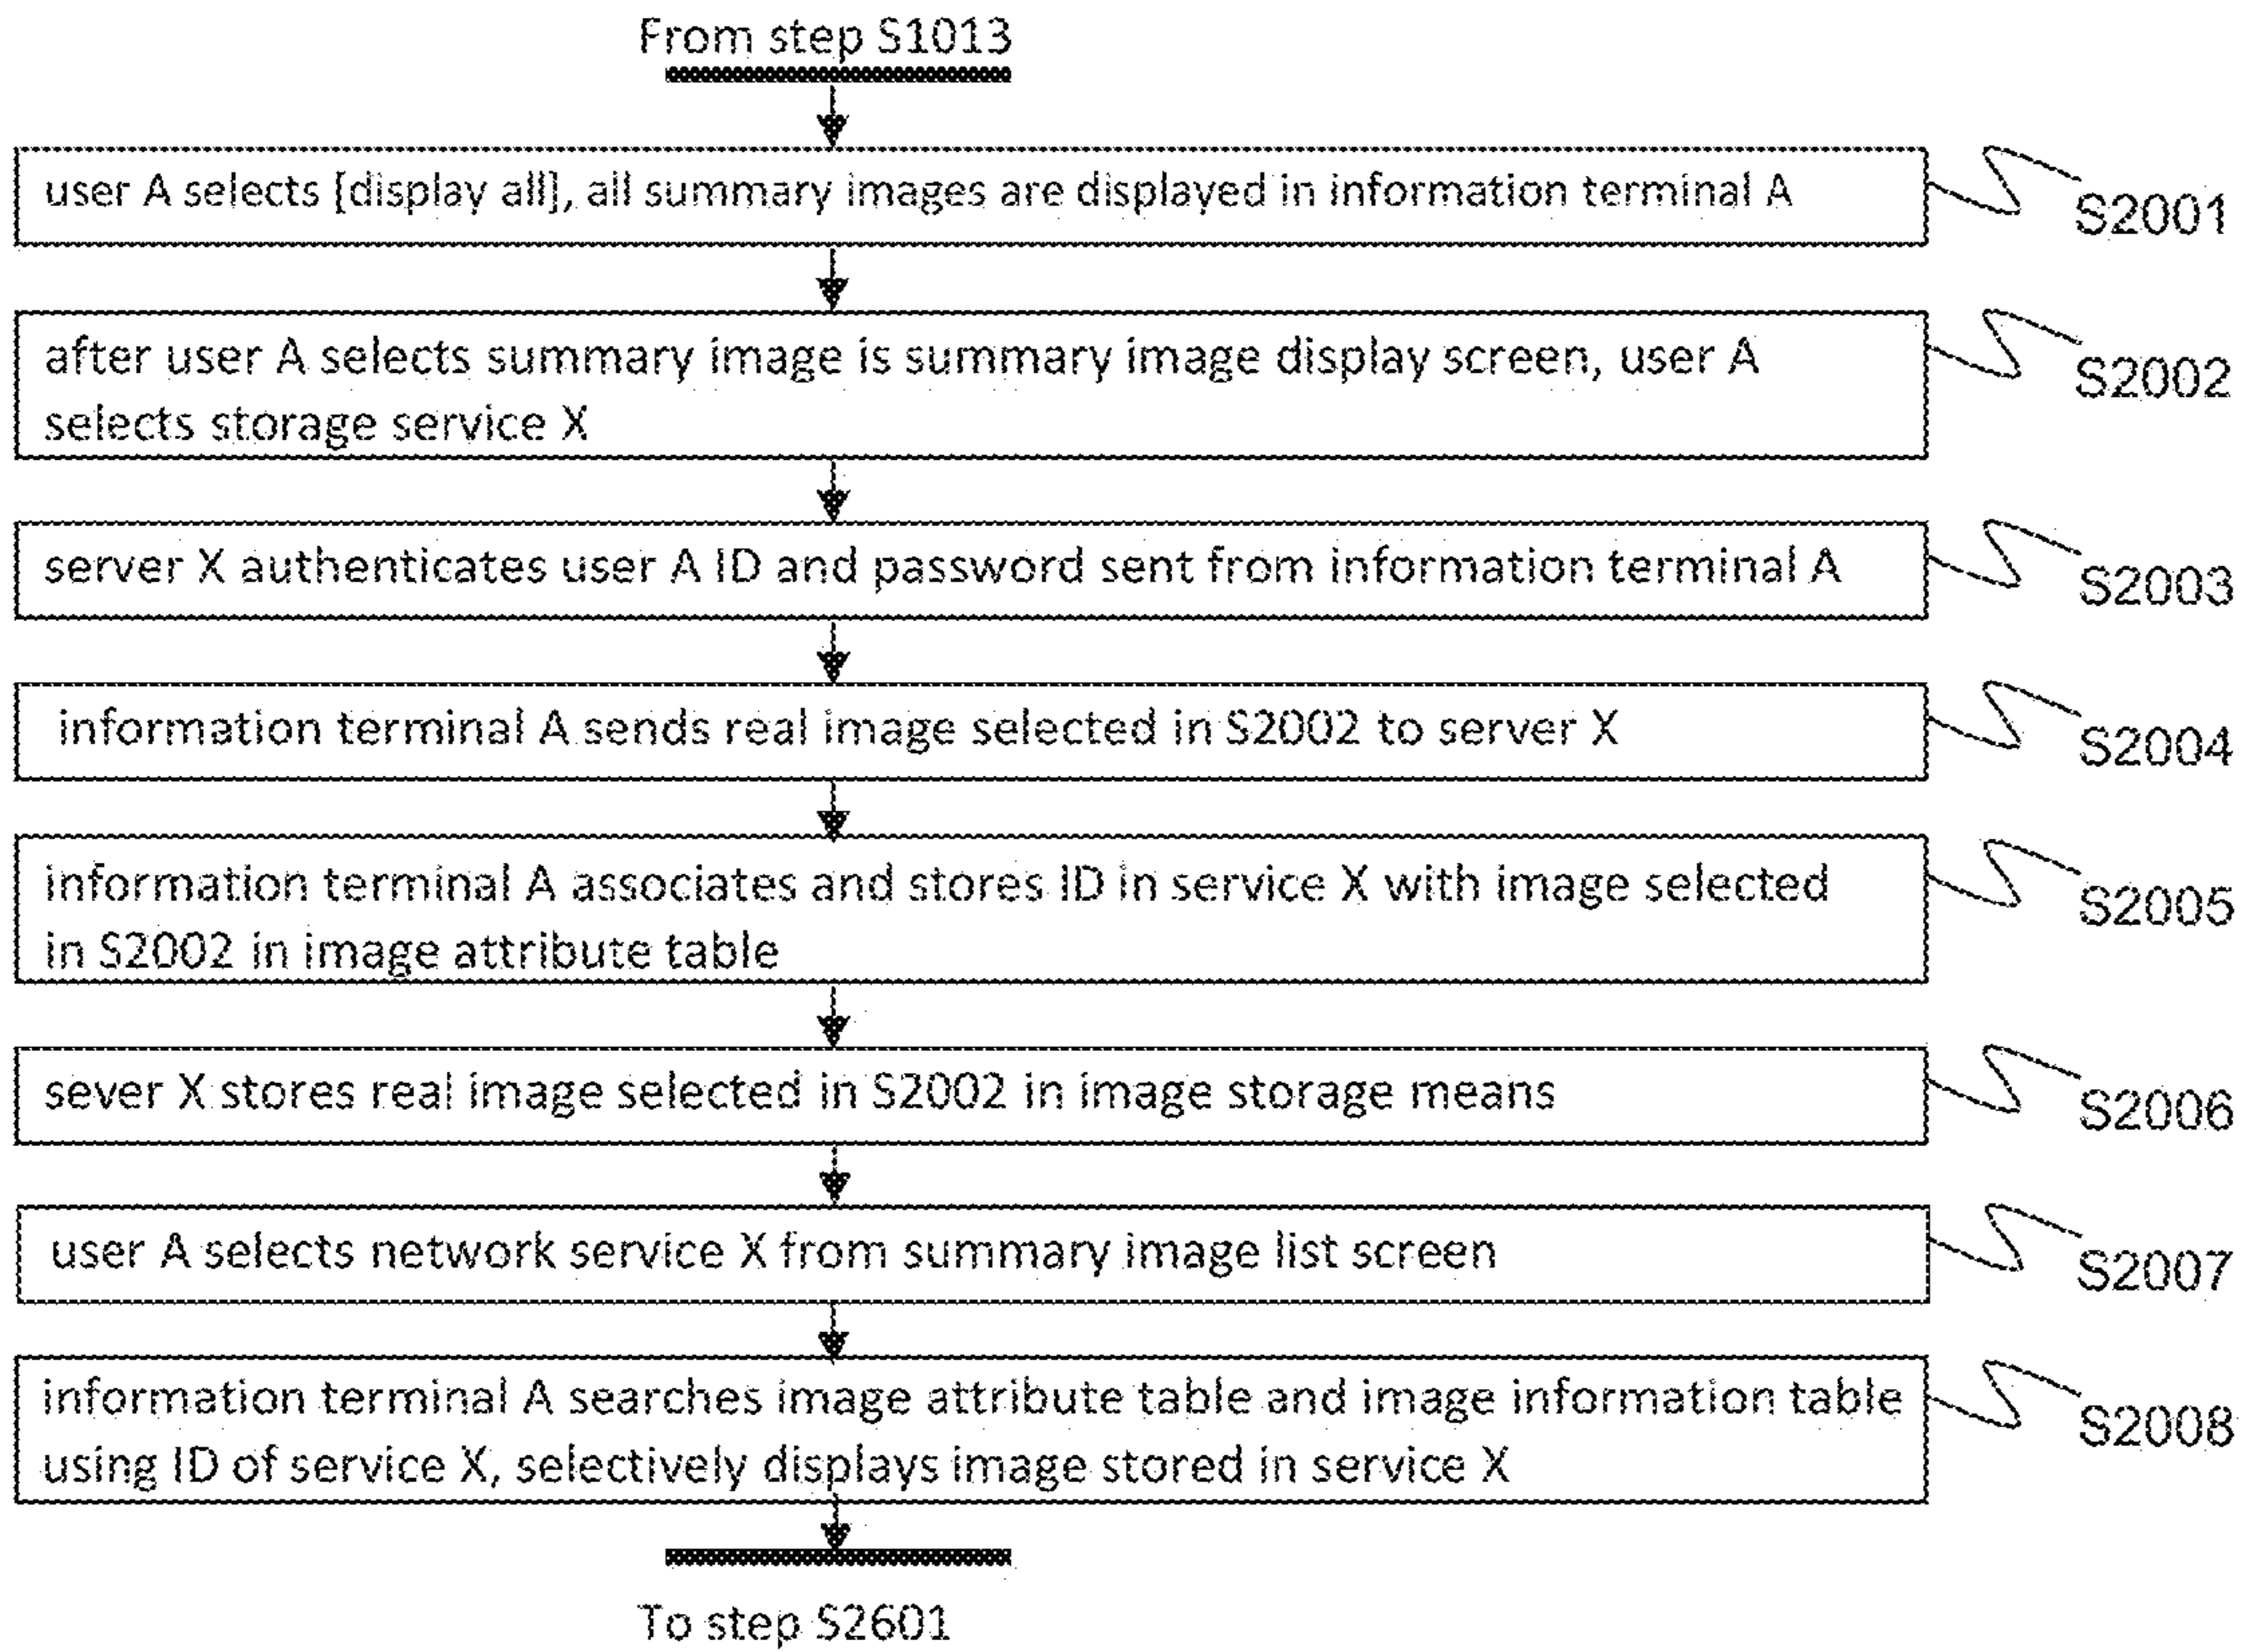 From step S1013
user A selects [display all], all summary images are displayed in information terminal A
S2001
after user A selects summary image is summary image display screen, user A
selects storage service X
S2002
server X authenticates user A ID and password sent from information terminal A
S2003
information terminal A sends real image selected in S2002 to server X
S2004
information terminal A associates and stores ID in service X with image selected
in S2002 in image attribute table
S2005
sever X stores real image selected in S2002 in image storage means
S2006
user A selects network service X from summary image list screen
S2007
information terminal A searches image attribute table and image information table
using ID of service X, selectively displays image stored in service X
S2008
To step S2601